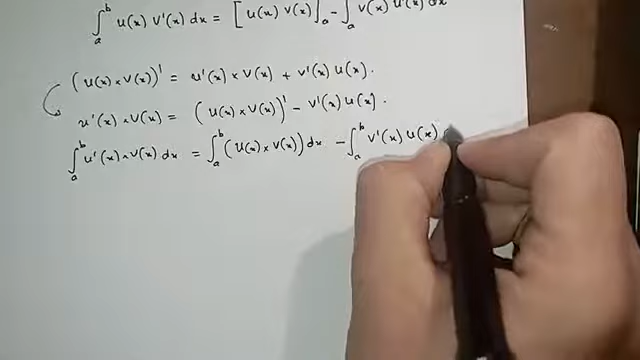 ∫_a^b u(x) v'(x) dx = [u(x) v(x)]_a - ∫_a v(x) u'(x) dx
(u(x) × v(x))' = u'(x) × v(x) + v'(x) u(x).
u'(x) × v(x) = (u(x) × v(x))' - v'(x) u(x).
∫_a^b u'(x) × v(x) dx = ∫_a^b (u(x) × v(x)) dx - ∫_a^b v'(x) u(x)